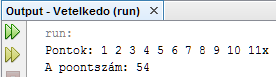 Output - Vetelkedo (run)
run:
Pontok: 1 2 3 4 5 6 7 8 9 10 11x
A poontszám: 54